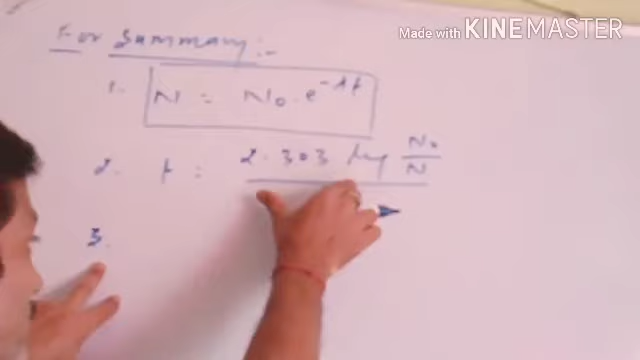 Made with KINEMASTER
For Summary:-
1. N = N₀ · e^-λt
2. t = 2.303 log N₀/N
3.